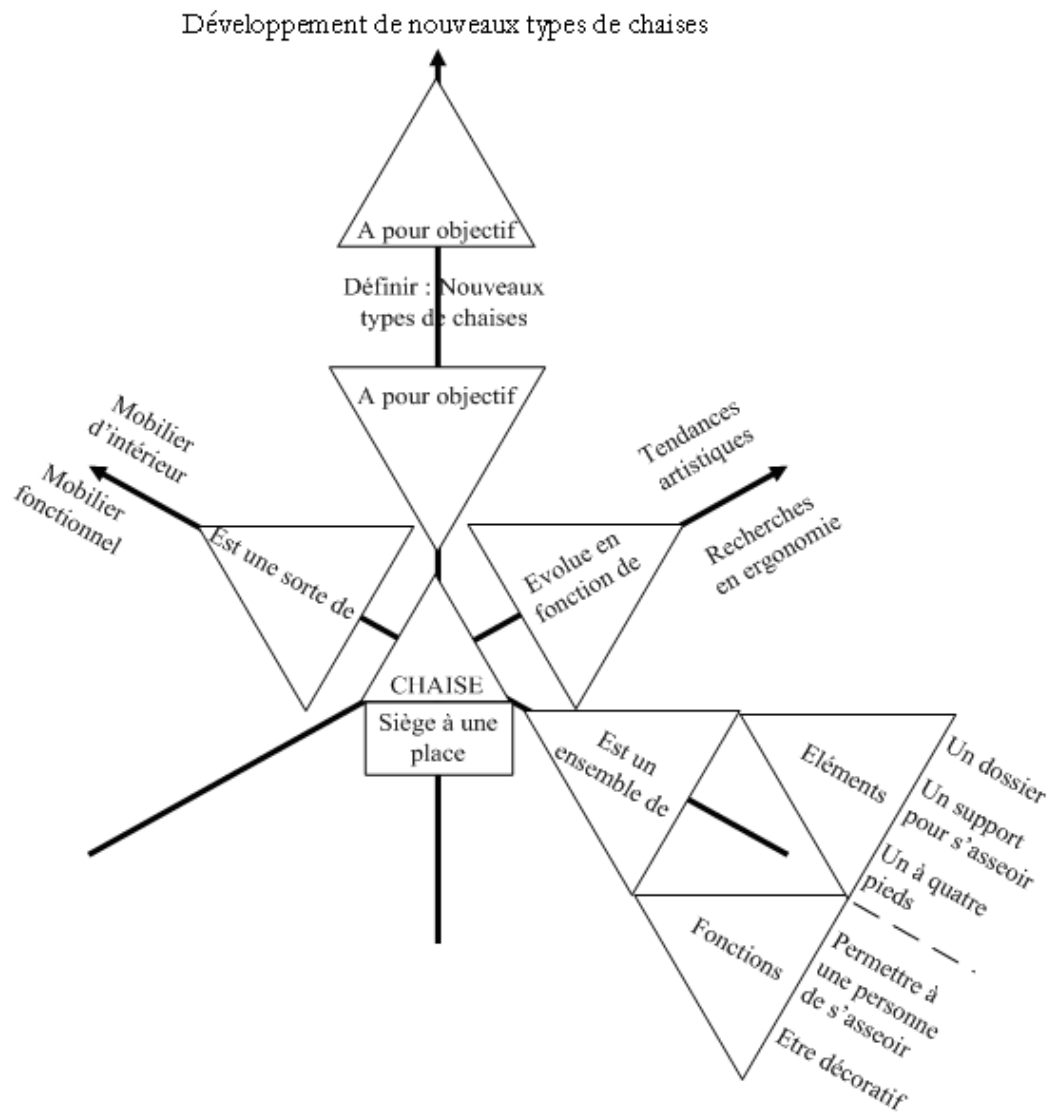 Développement de nouveaux types de chaises
A pour objectif
Définir : Nouveaux
types de chaises
A pour objectif
Mobilier
d'intérieur
Mobilier
fonctionnel
Est une sorte de
Tendances
artistiques
Recherches
en ergonomie
Evolue en
fonction de
CHAISE
Siège à une
place
Est un
ensemble de
Eléments
Un dossier
Un support
pour s'asseoir
Un à quatre
pieds
Fonctions
Permettre à
une personne
de s'asseoir
Etre décoratif